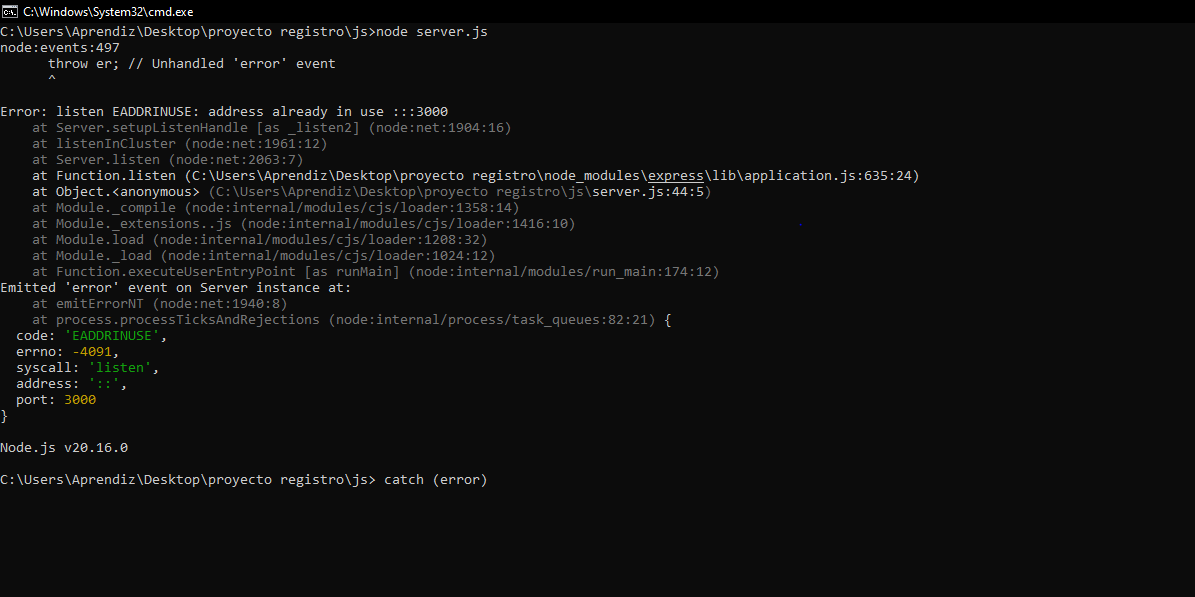 C:\Windows\System32\cmd.exe
C:\Users\Aprendiz\Desktop\proyecto registro\js>node server.js
node:events:497
      throw er; // Unhandled 'error' event
      ^

Error: listen EADDRINUSE: address already in use :::3000
    at Server.setupListenHandle [as _listen2] (node:net:1904:16)
    at listenInCluster (node:net:1961:12)
    at Server.listen (node:net:2063:7)
    at Function.listen (C:\Users\Aprendiz\Desktop\proyecto registro\node_modules\express\lib\application.js:635:24)
    at Object.<anonymous> (C:\Users\Aprendiz\Desktop\proyecto registro\js\server.js:44:5)
    at Module._compile (node:internal/modules/cjs/loader:1358:14)
    at Module._extensions..js (node:internal/modules/cjs/loader:1416:10)
    at Module.load (node:internal/modules/cjs/loader:1208:32)
    at Module._load (node:internal/modules/cjs/loader:1024:12)
    at Function.executeUserEntryPoint [as runMain] (node:internal/modules/run_main:174:12)
Emitted 'error' event on Server instance at:
    at emitErrorNT (node:net:1940:8)
    at process.processTicksAndRejections (node:internal/process/task_queues:82:21) {
  code: 'EADDRINUSE',
  errno: -4091,
  syscall: 'listen',
  address: '::',
  port: 3000
}

Node.js v20.16.0

C:\Users\Aprendiz\Desktop\proyecto registro\js> catch (error)